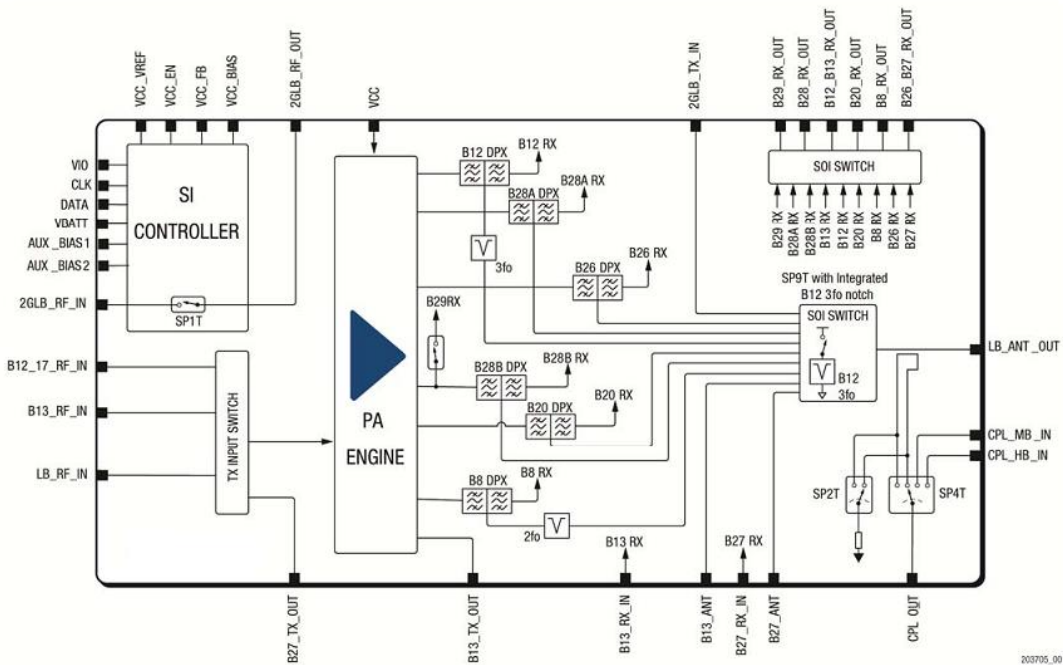 VCC_VREF
VCC_EN
VCC_FB
VCC_BIAS
2GLB_RF_OUT
VCC
2GLB_TX_IN
B29_RX_OUT
B28_RX_OUT
B12_B13_RX_OUT
B20_RX_OUT
B8_RX_OUT
B26_B27_RX_OUT
VIO
CLK
DATA
VBATT
AUX_BIAS1
AUX_BIAS2
2GLB_RF_IN
SI
CONTROLLER
SP1T
B12_17_RF_IN
B13_RF_IN
LB_RF_IN
TX INPUT SWITCH
PA
ENGINE
B12 DPX
B12 RX
B28A DPX
B28A RX
3fo
B26 DPX
B26 RX
B29RX
B28B DPX
B28B RX
B20 DPX
B20 RX
B8 DPX
B8 RX
2fo
SOI SWITCH
B29 RX
B28A RX
B28B RX
B13 RX
B12 RX
B20 RX
B8 RX
B26 RX
B27 RX
SP9T with Integrated
B12 3fo notch
SOI SWITCH
B12
3fo
LB_ANT_OUT
CPL_MB_IN
CPL_HB_IN
SP2T
SP4T
B13 RX
B27 RX
B27_TX_OUT
B13_TX_OUT
B13_RX_IN
B13_ANT
B27_RX_IN
B27_ANT
CPL OUT
203705_00